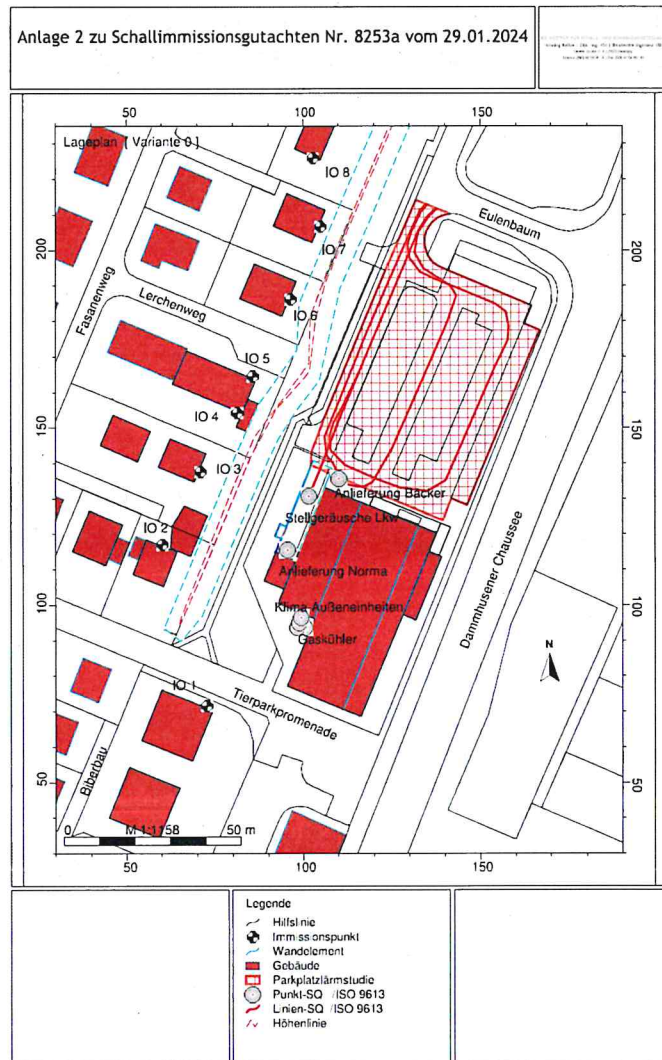 Anlage 2 zu Schallimmissionsgutachten Nr. 8253a vom 29.01.2024
50
100
150
Lageplan [ Variante 0 ]
IO 8
IO 7
Eulenbaum
200
200
Fasanenweg
Lerchenweg
IO 6
IO 5
IO 4
150
150
IO 3
Anlieferung Bäcker
Stellgeräusche Lkw
IO 2
Anlieferung Norma
Dammhusener Chaussee
100
100
Klima-Außeneinheiten
Gaskühler
N
IO 1
Tierparkpromenade
Biberbau
50
50
0
M 1:1158
50 m
50
100
150
Legende
Hilfslinie
Immissionspunkt
Wandelement
Gebäude
Parkplatzlärmstudie
Punkt-SQ /ISO 9613
Linien-SQ /ISO 9613
Höhenlinie